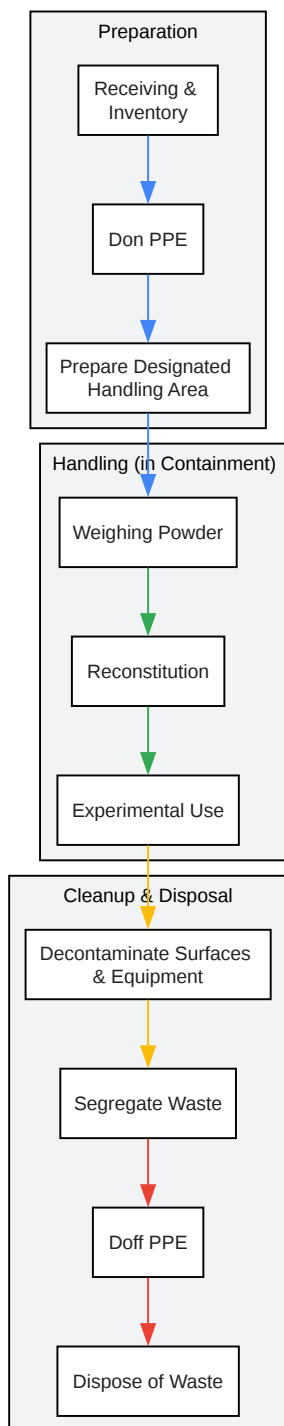 Preparation
Receiving &
Inventory
Don PPE
Prepare Designated
Handling Area
Handling (in Containment)
Weighing Powder
Reconstitution
Experimental Use
Cleanup & Disposal
Decontaminate Surfaces
& Equipment
Segregate Waste
Doff PPE
Dispose of Waste